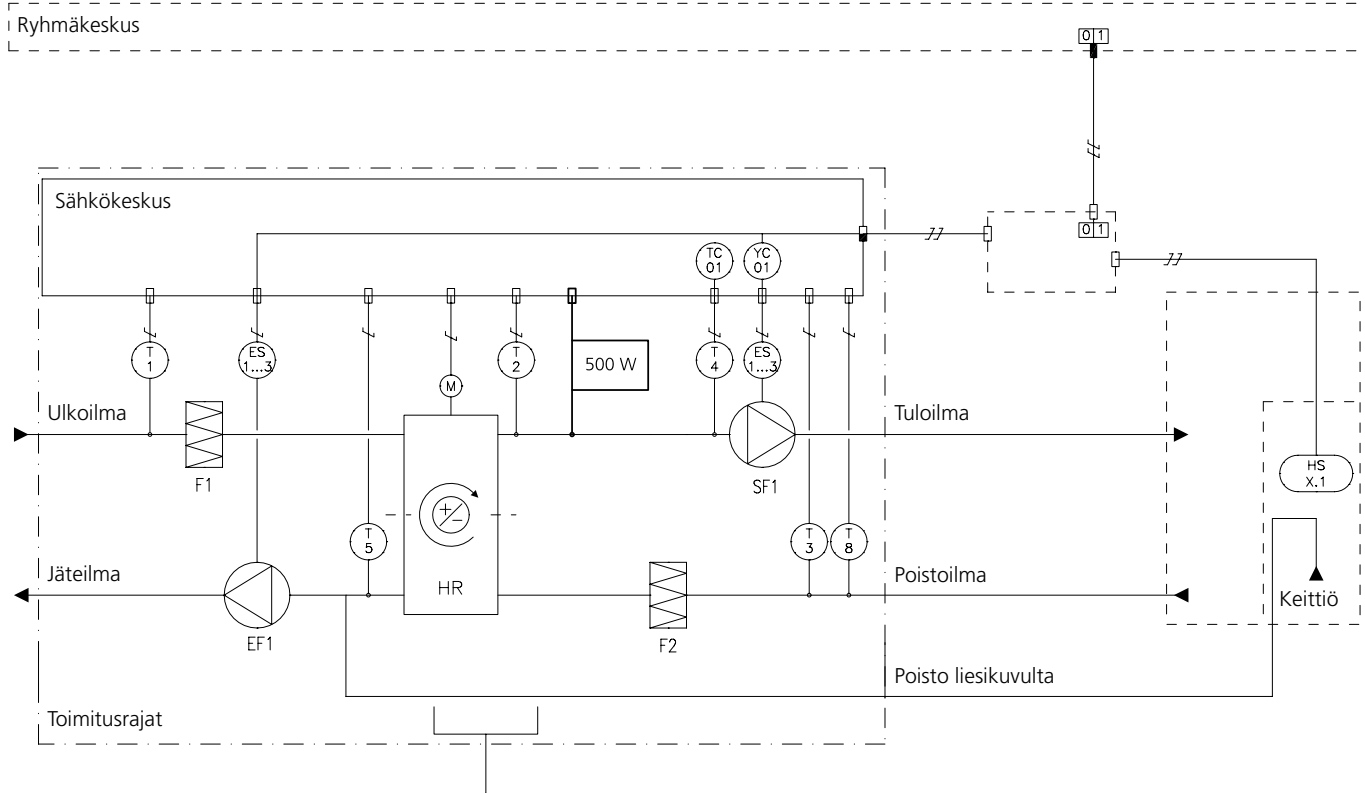 Ryhmäkeskus
0 1
Sähkökeskus
0 1
TC
01
YC
01
T
1
ES
1...3
M
T
2
500 W
T
4
ES
1...3
Ulkoilma
Tuloilma
F1
SF1
HS
X.1
+
-
T
5
T
3
T
8
Jäteilma
HR
Poistoilma
Keittiö
EF1
F2
Poisto liesikuvulta
Toimitusrajat